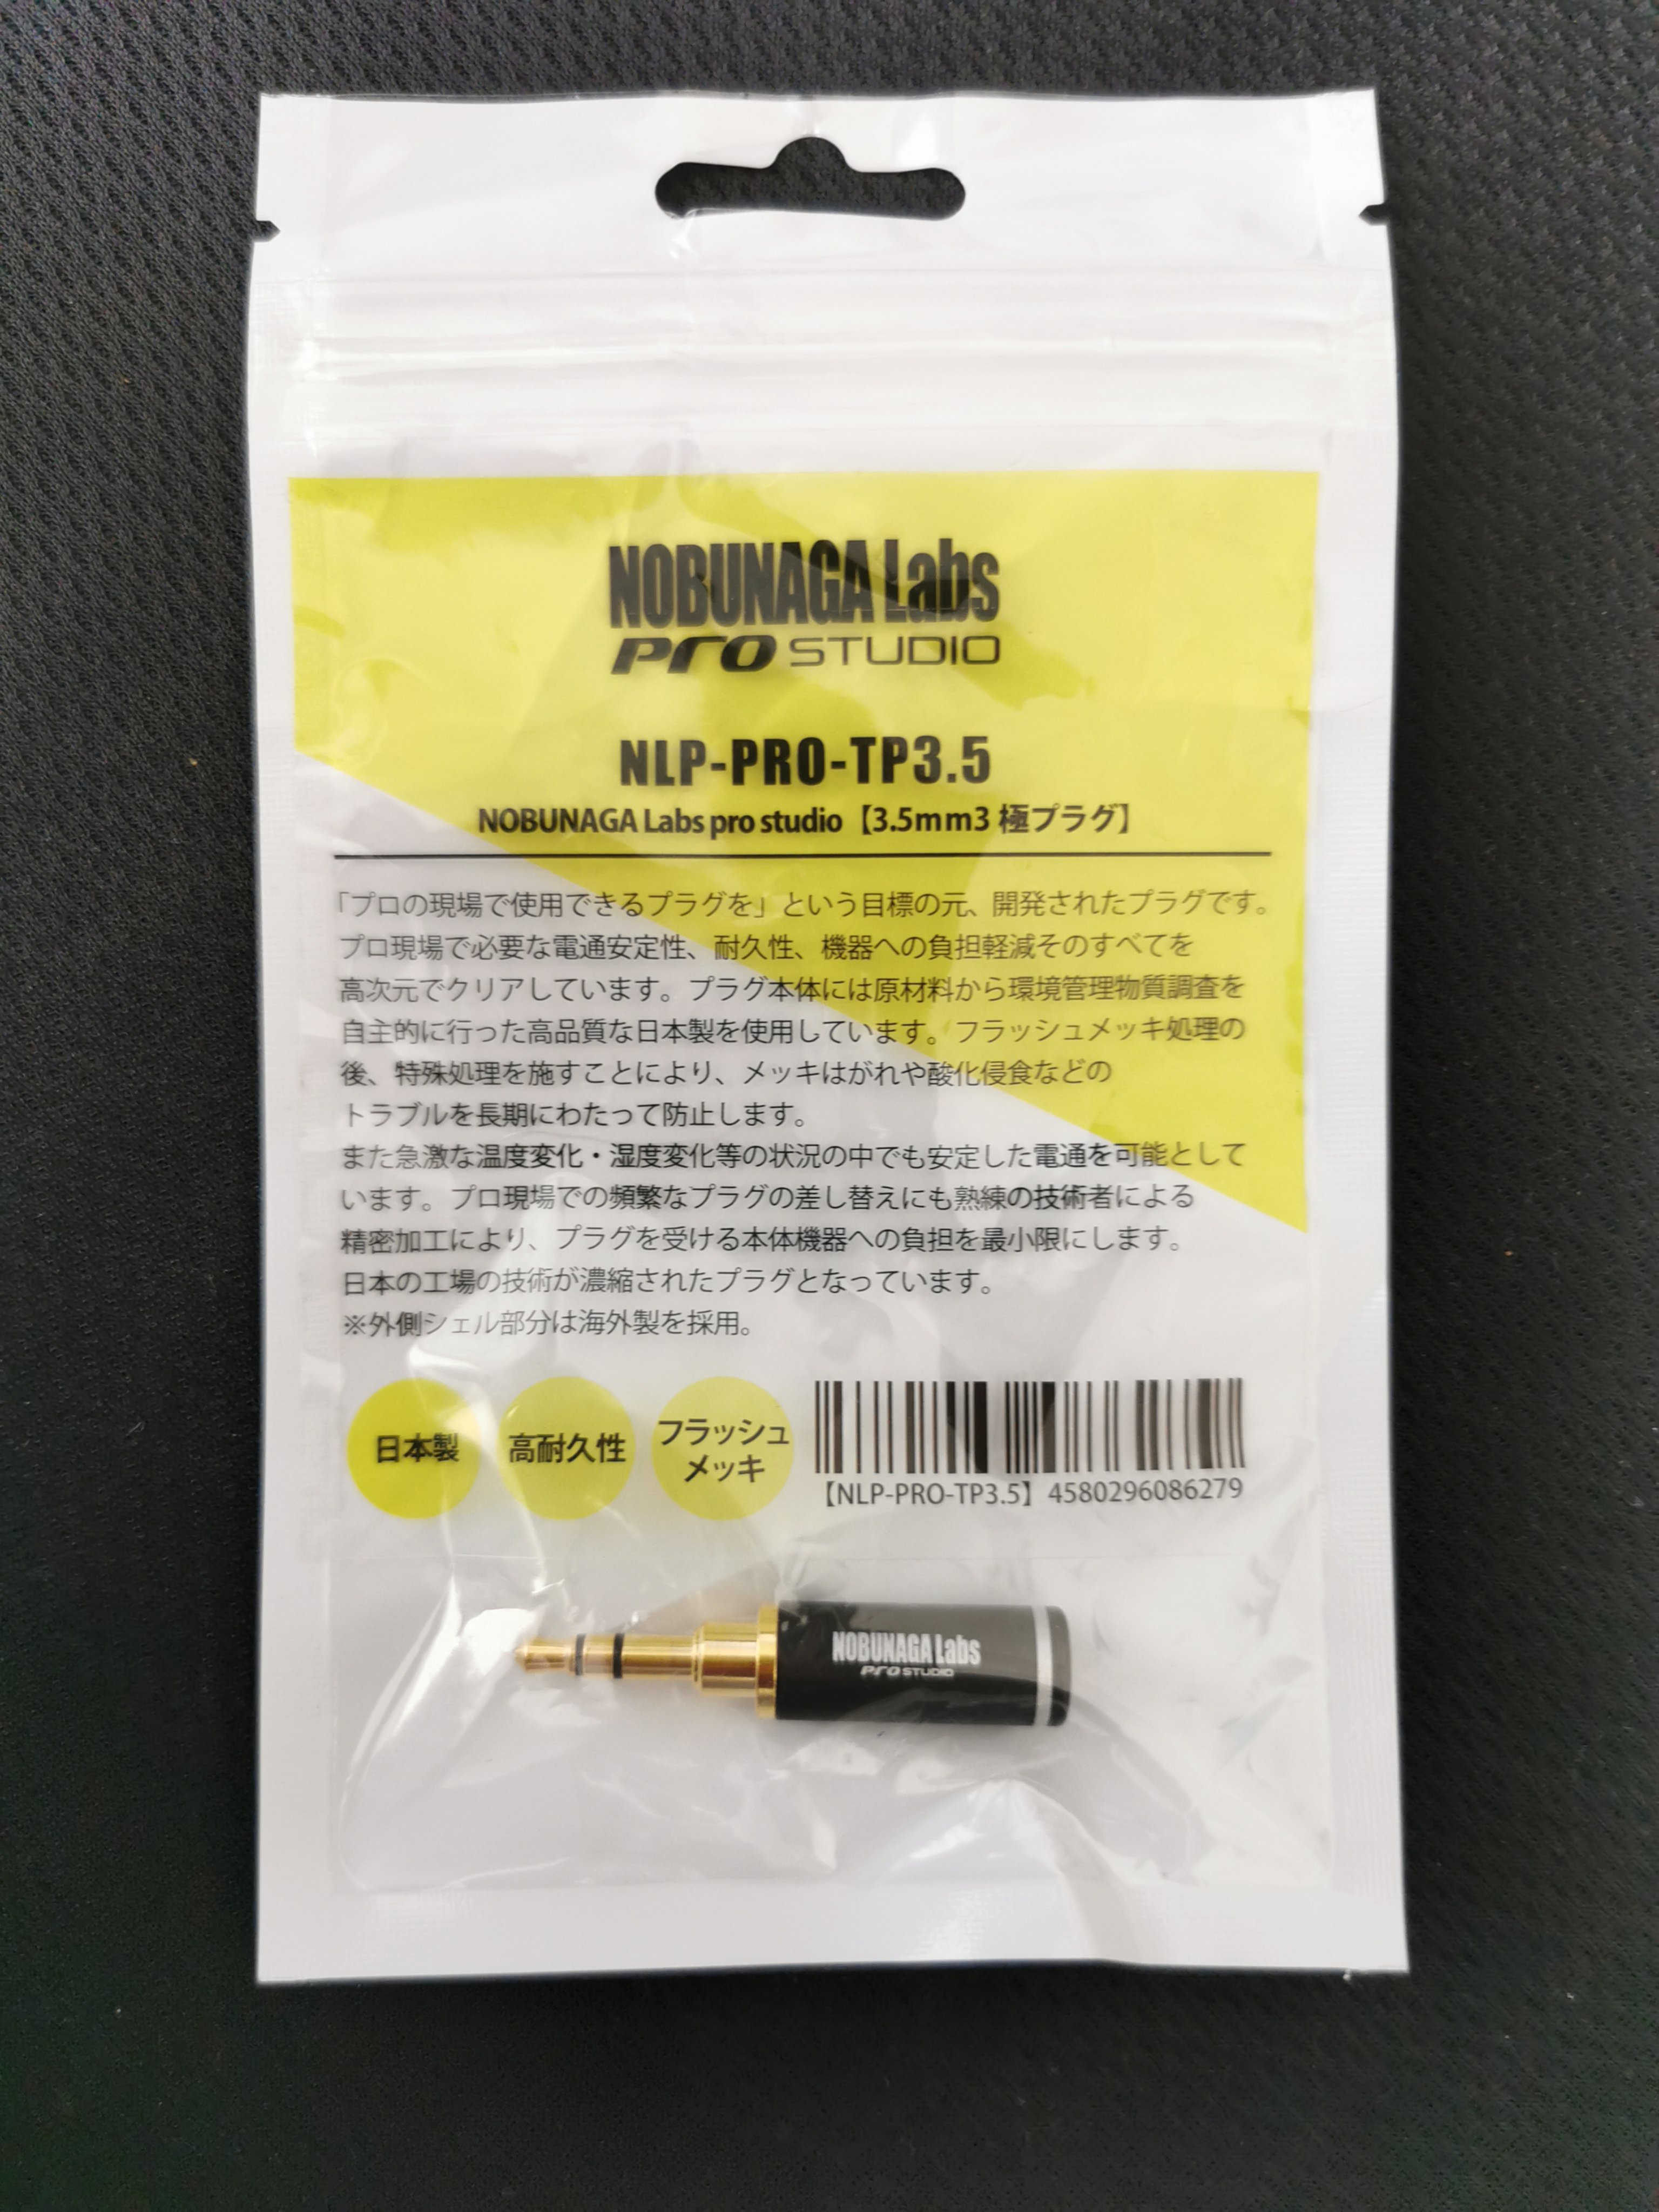 NOBUNAGA Labs
pro STUDIO
NLP-PRO-TP3.5
NOBUNAGA Labs pro studio【3.5mm3 極プラグ】
「プロの現場で使用できるプラグを」という目標の元、開発されたプラグです。
プロ現場で必要な電通安定性、耐久性、機器への負担軽減そのすべてを
高次元でクリアしています。プラグ本体には原材料から環境管理物質調査を
自主的に行った高品質な日本製を使用しています。フラッシュメッキ処理の
後、特殊処理を施すことにより、メッキはがれや酸化侵食などの
トラブルを長期にわたって防止します。
また急激な温度変化・湿度変化等の状況の中でも安定した電通を可能として
います。プロ現場での頻繁なプラグの差し替えにも熟練の技術者による
精密加工により、プラグを受ける本体機器への負担を最小限にします。
日本の工場の技術が濃縮されたプラグとなっています。
※外側シェル部分は海外製を採用。
日本製
高耐久性
フラッシュ
メッキ
【NLP-PRO-TP3.5】4580296086279
NOBUNAGA Labs
pro STUDIO